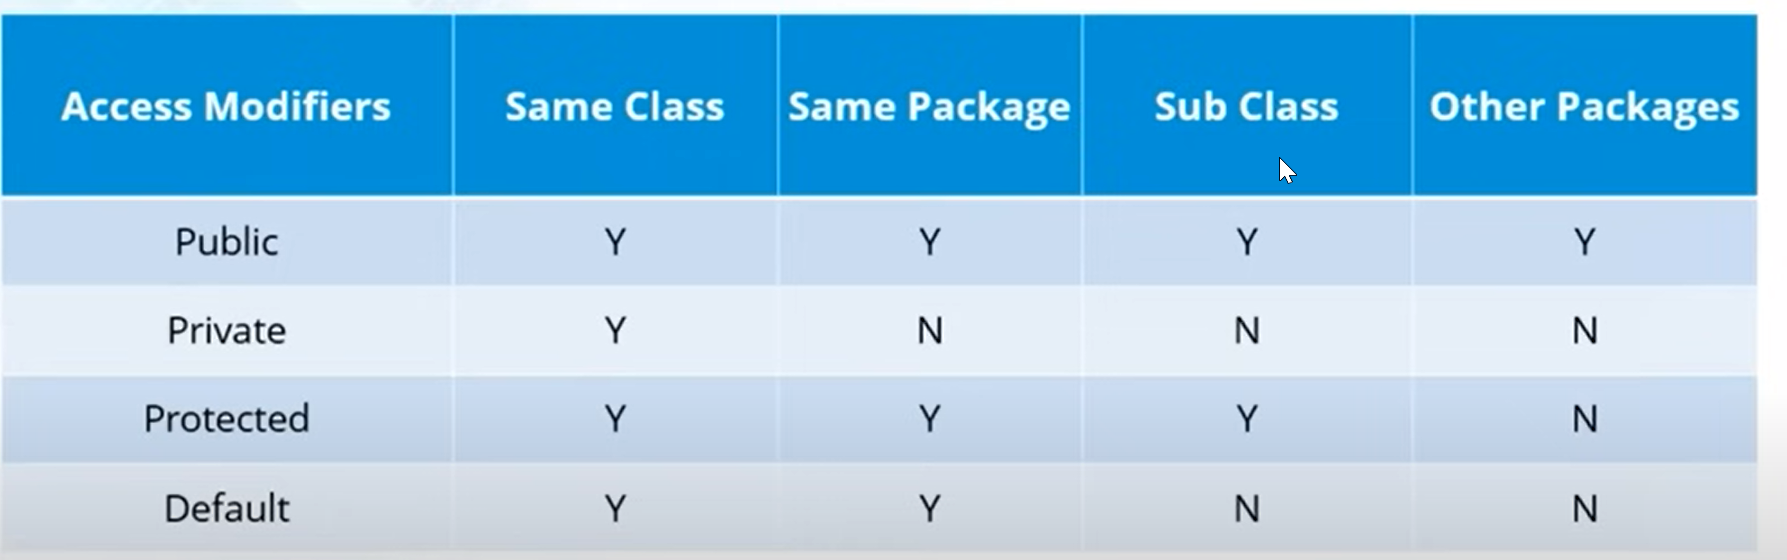 Access Modifiers Same Class Same Package Sub Class Other Packages
Public Y Y Y Y
Private Y N N N
Protected Y Y Y N
Default Y Y N N